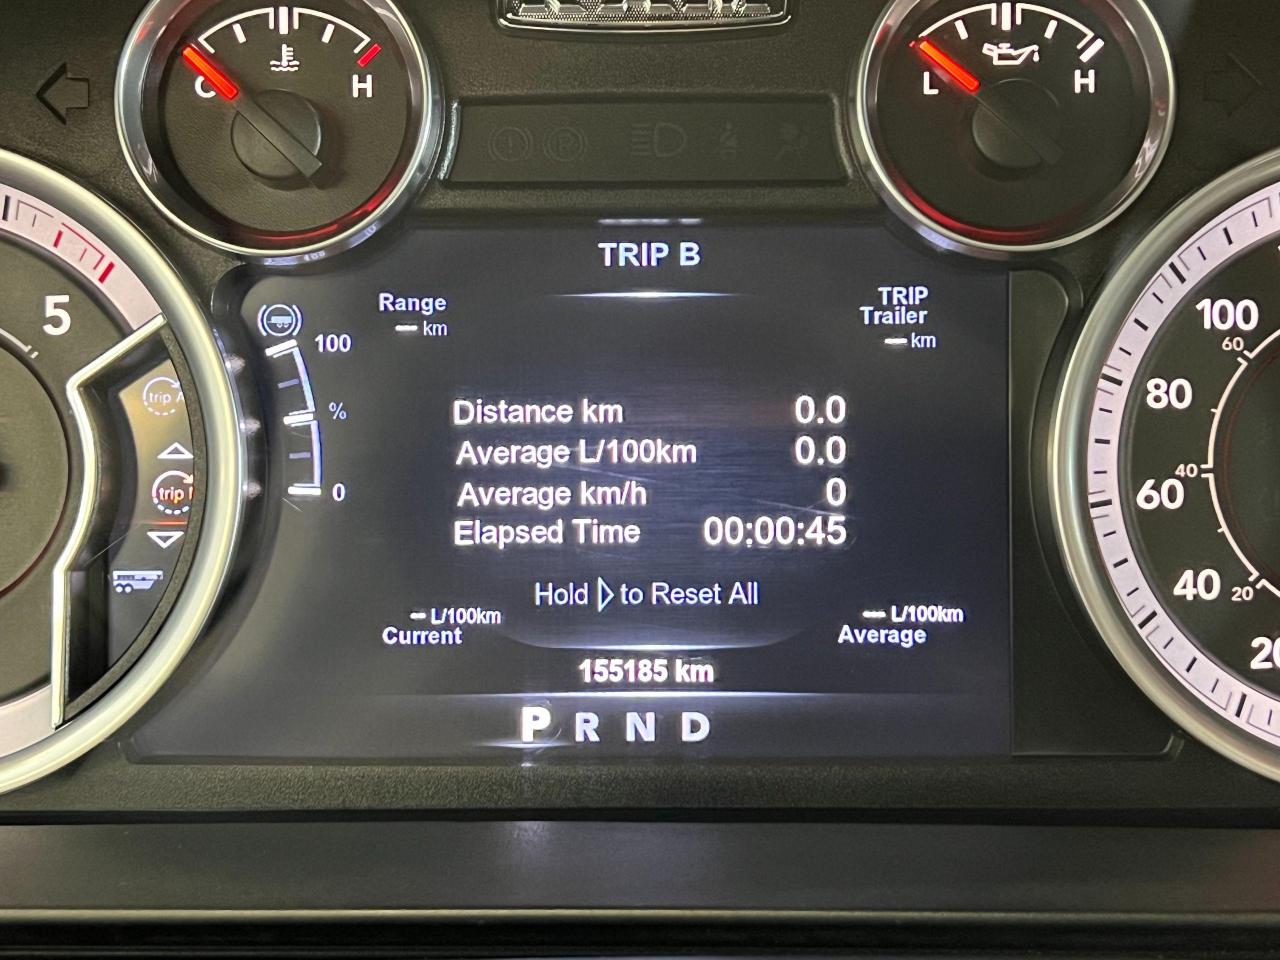 C H
L H
TRIP B
Range
— km
TRIP
Trailer
— km
100
%
0
Distance km 0.0
Average L/100km 0.0
Average km/h 0
Elapsed Time 00:00:45
Hold ▷ to Reset All
— L/100km
Current
— L/100km
Average
155185 km
P R N D
5
trip A
trip
100
80
60
40
60
40
20